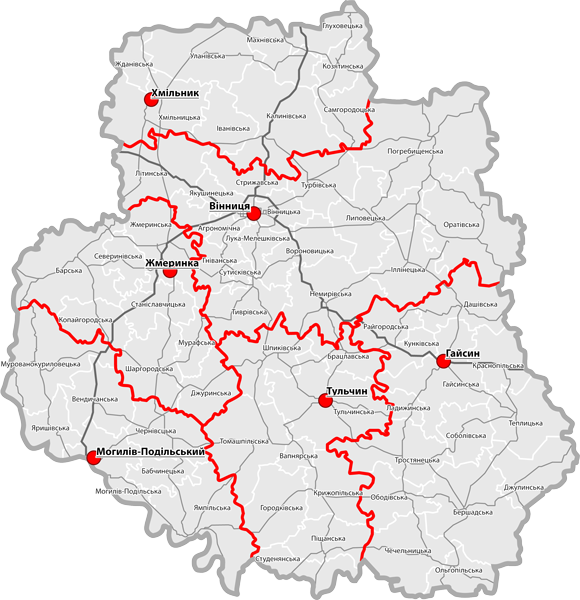 Глуховецька
Махнівська
Уланівська
Жданівська
Козятинська
Хмільник
Самгородоцька
Хмільницька
Калинівська
Іванівська
Погребищенська
Літинська
Стрижавська
Турбівська
Якушинецька
Вінниця
Вінницька
Липовецька
Оратівська
Жмеринська
Агрономічна
Лука-Мелешківська
Вороновицька
Северинівська
Гніванська
Жмеринка
Сутисківська
Іллінецька
Барська
Немирівська
Дашівська
Станіславчицька
Тиврівська
Копайгородська
Райгородська
Мурафська
Шпиківська
Кунківська
Брацлавська
Гайсин
Мурованокуриловецька
Шаргородська
Краснопільська
Гайсинська
Джуринська
Тульчин
Вендичанська
Тульчинська
Ладижинська
Теплицька
Яришівська
Чернівецька
Соболівська
Томашпільська
Могилів-Подільський
Вапнярська
Тростянецька
Бабчинецька
Джулинська
Могилів-Подільська
Крижопільська
Ободівська
Ямпільська
Городківська
Бершадська
Піщанська
Студенянська
Чечельницька
Ольгопільська